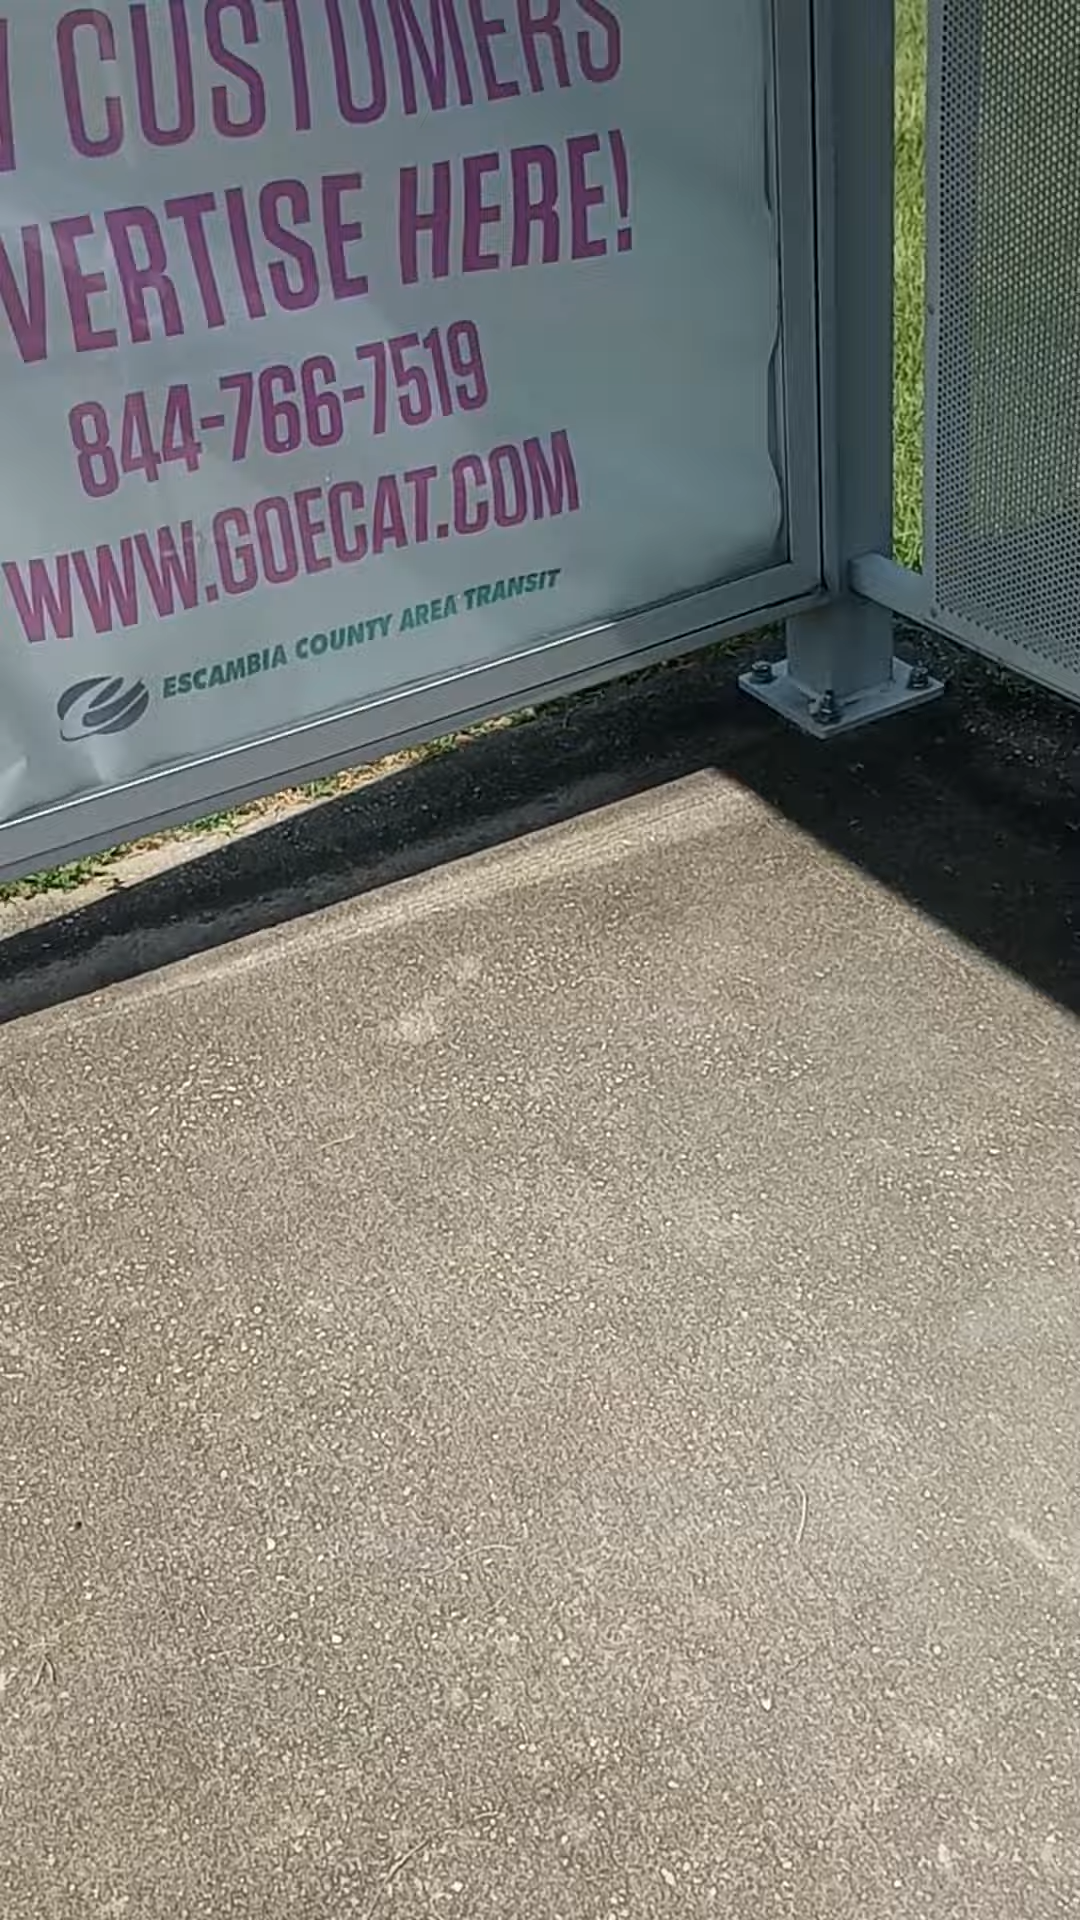 CUSTOMERS
VERTISE HERE!
844-766-7519
WWW.GOECAT.COM
ESCAMBIA COUNTY AREA TRANSIT